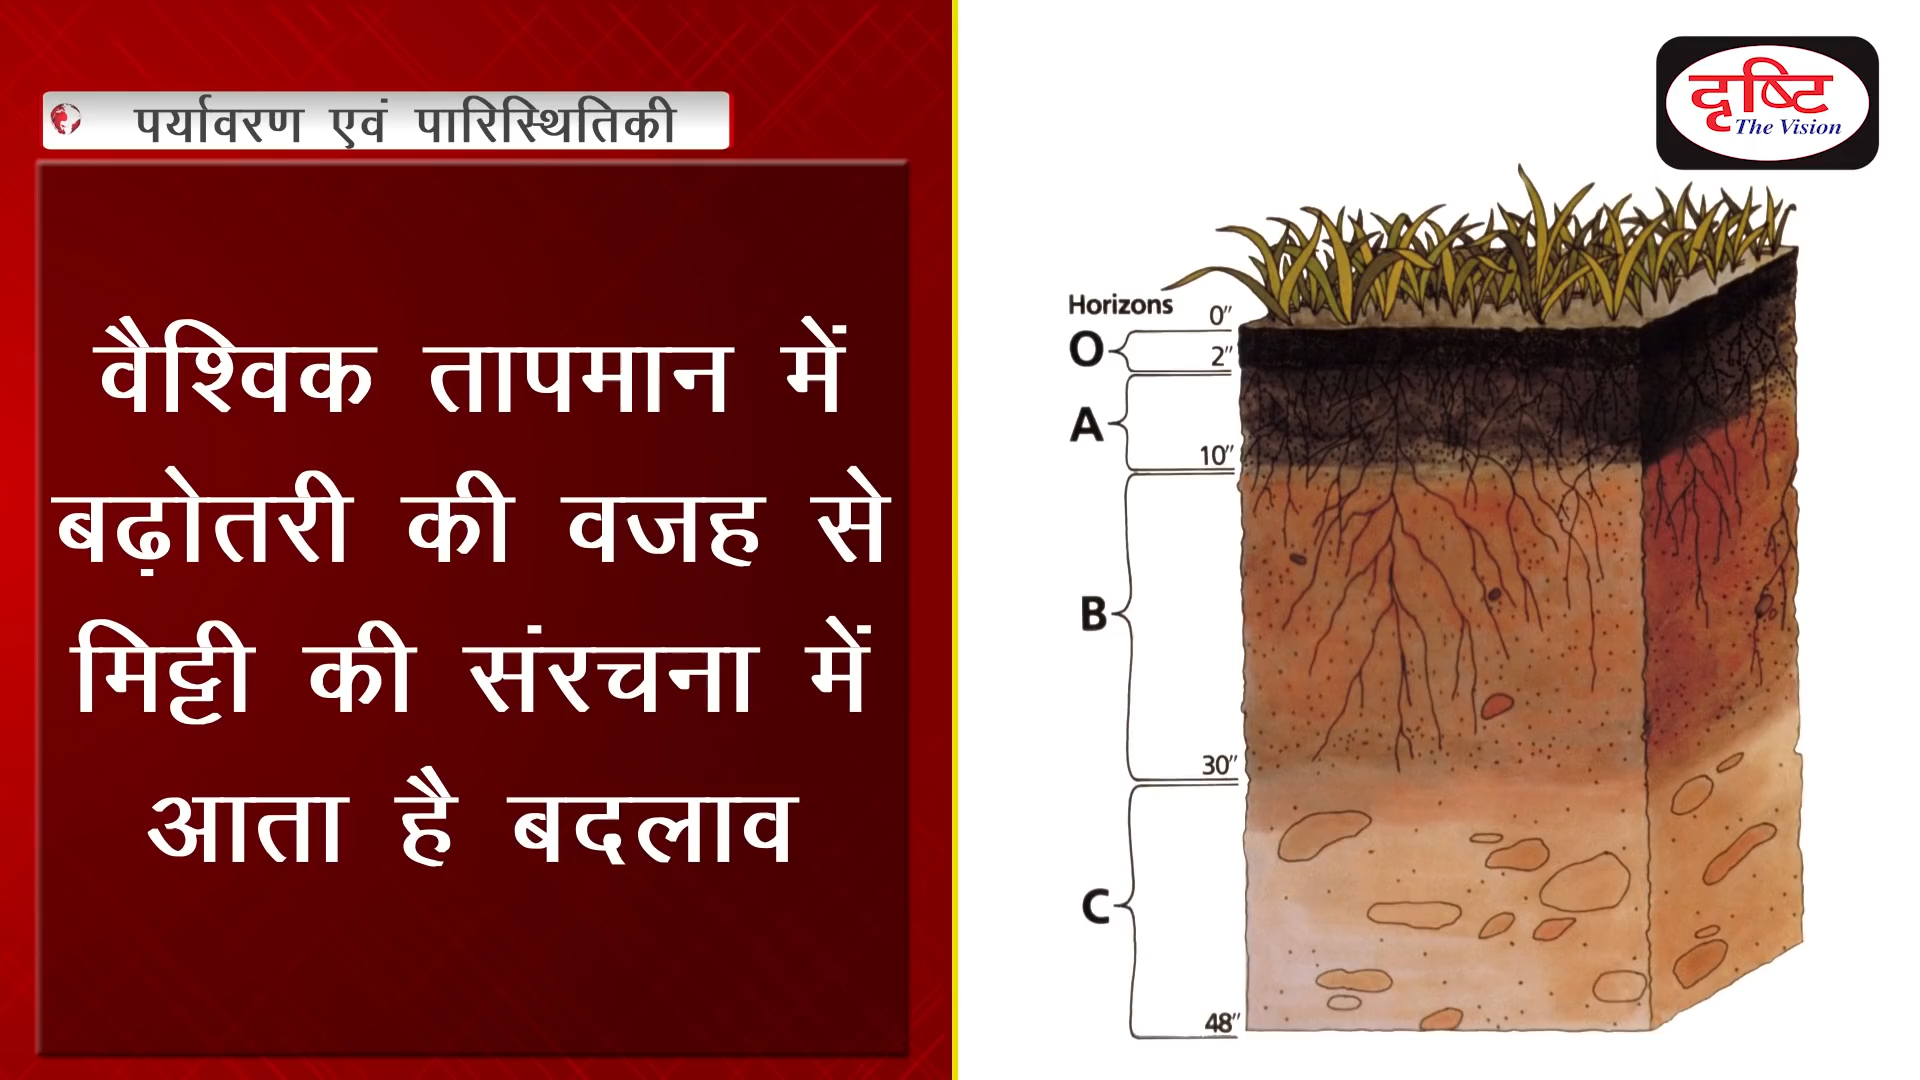 पर्यावरण एवं पारिस्थितिकी
वैश्विक तापमान में
बढ़ोतरी की वजह से
मिट्टी की संरचना में
आता है बदलाव
दृष्टि
The Vision
Horizons
0"
O
2"
A
10"
B
30"
C
48"